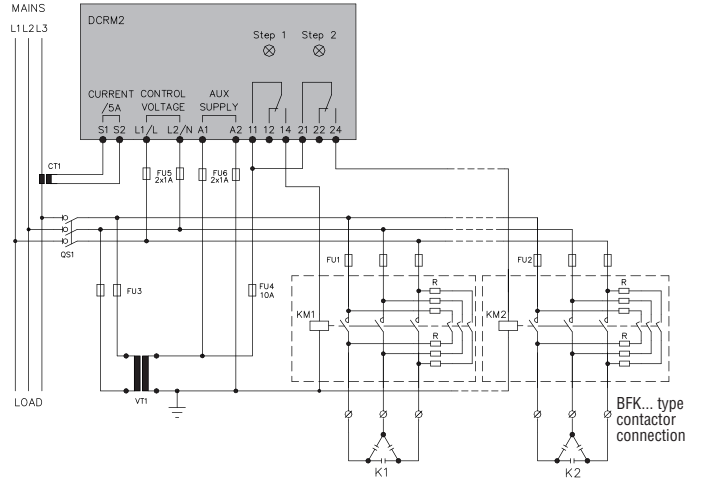 MAINS
L1 L2 L3
DCRM2
Step 1 Step 2
CURRENT /5A
CONTROL VOLTAGE
AUX SUPPLY
S1 S2 L1/L L2/N A1 A2 11 12 14 21 22 24
CT1
FU5
2x1A
FU6
2x1A
QS1
FU1
FU2
FU3
FU4
10A
R
R
KM1
R
R
KM2
VT1
LOAD
BFK... type
contactor
connection
K1
K2